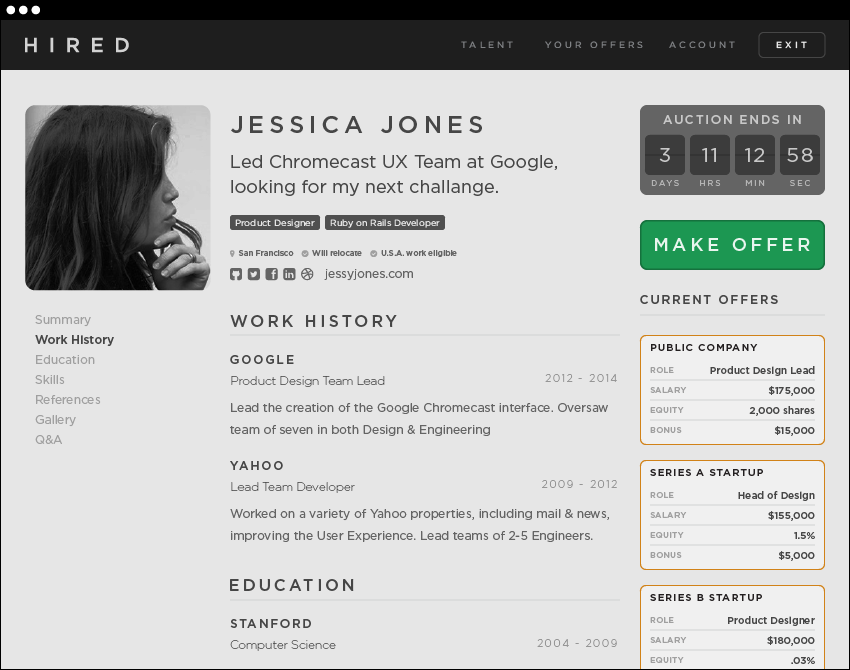 HIRED
TALENT
YOUR OFFERS
ACCOUNT
EXIT
JESSICA JONES
Led Chromecast UX Team at Google,
looking for my next challange.
Product Designer
Ruby on Rails Developer
San Francisco
Will relocate
U.S.A. work eligible
jessyjones.com
Summary
Work History
Education
Skills
References
Gallery
Q&A
WORK HISTORY
GOOGLE
Product Design Team Lead
2012 - 2014
Lead the creation of the Google Chromecast interface. Oversaw
team of seven in both Design & Engineering
YAHOO
Lead Team Developer
2009 - 2012
Worked on a variety of Yahoo properties, including mail & news,
improving the User Experience. Lead teams of 2-5 Engineers.
EDUCATION
STANFORD
Computer Science
2004 - 2009
AUCTION ENDS IN
3 11 12 58
DAYS HRS MIN SEC
MAKE OFFER
CURRENT OFFERS
PUBLIC COMPANY
ROLE Product Design Lead
SALARY $175,000
EQUITY 2,000 shares
BONUS $15,000
SERIES A STARTUP
ROLE Head of Design
SALARY $155,000
EQUITY 1.5%
BONUS $5,000
SERIES B STARTUP
ROLE Product Designer
SALARY $180,000
EQUITY .03%